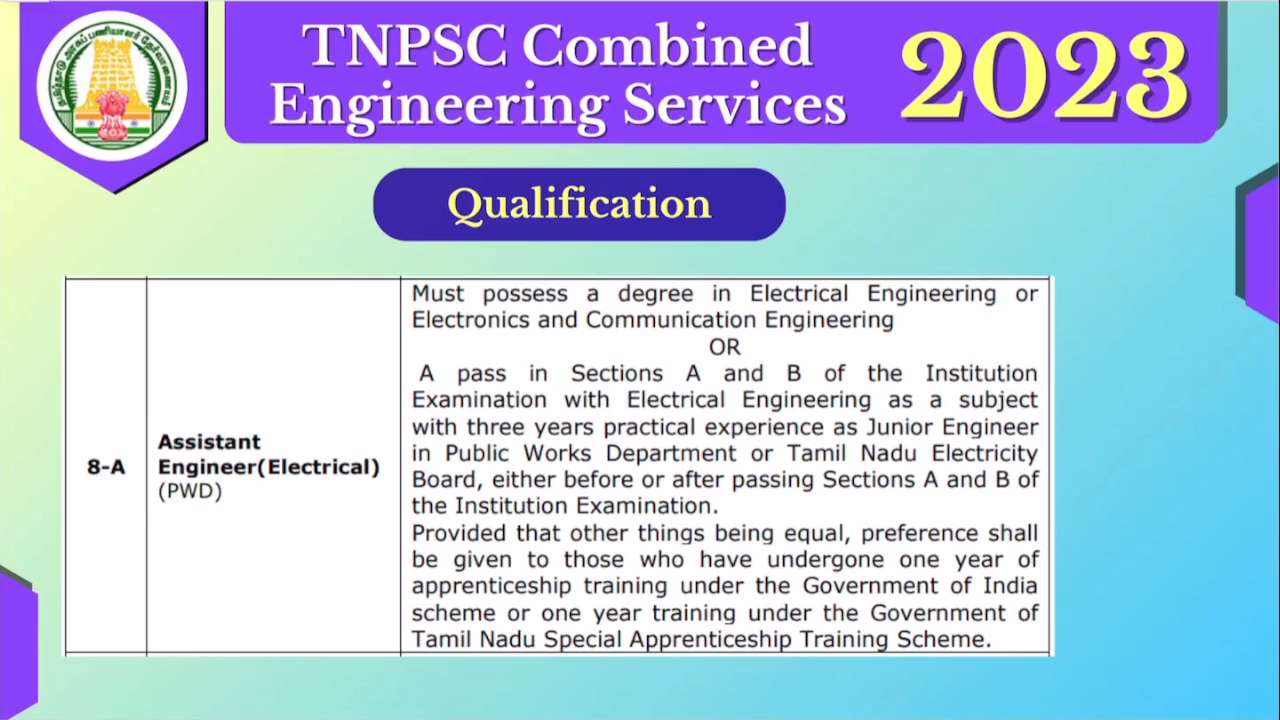 TNPSC Combined
Engineering Services
2023
Qualification
8-A
Assistant
Engineer(Electrical)
(PWD)
Must possess a degree in Electrical Engineering or
Electronics and Communication Engineering
OR
A pass in Sections A and B of the Institution
Examination with Electrical Engineering as a subject
with three years practical experience as Junior Engineer
in Public Works Department or Tamil Nadu Electricity
Board, either before or after passing Sections A and B of
the Institution Examination.
Provided that other things being equal, preference shall
be given to those who have undergone one year of
apprenticeship training under the Government of India
scheme or one year training under the Government of
Tamil Nadu Special Apprenticeship Training Scheme.